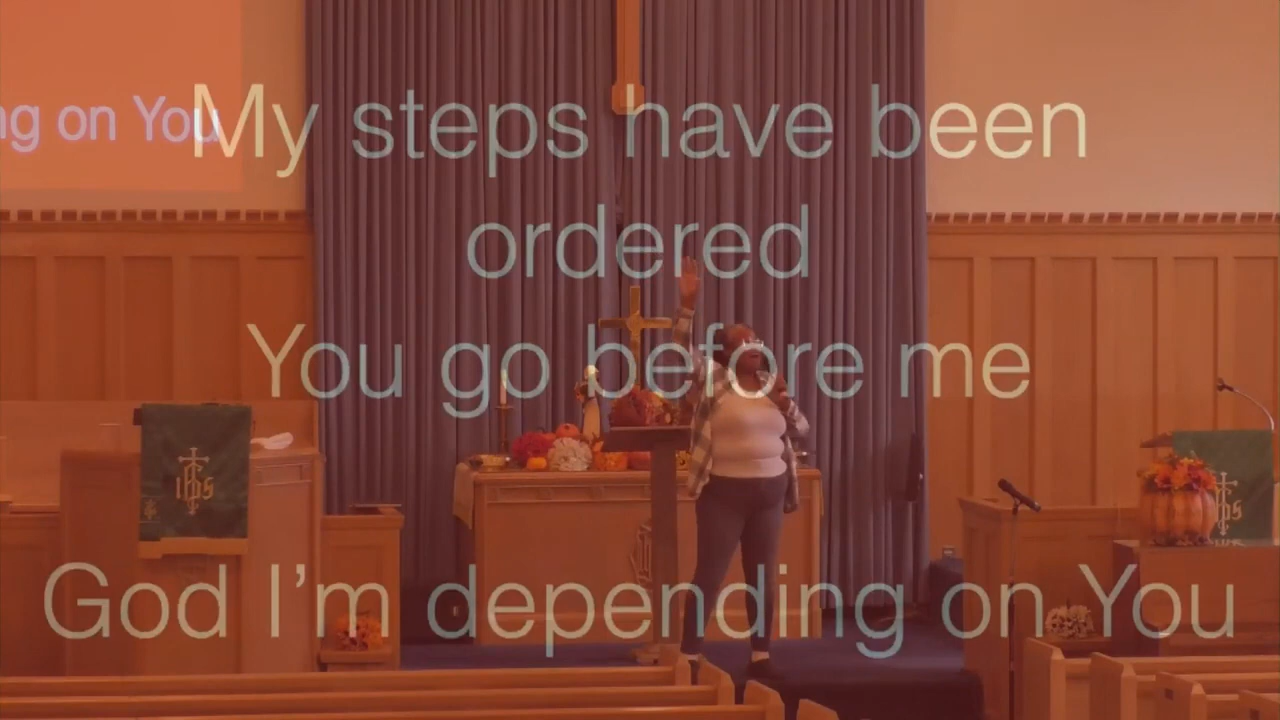 ng on You
My steps have been
ordered
You go before me
God I'm depending on You
IHS
IHS